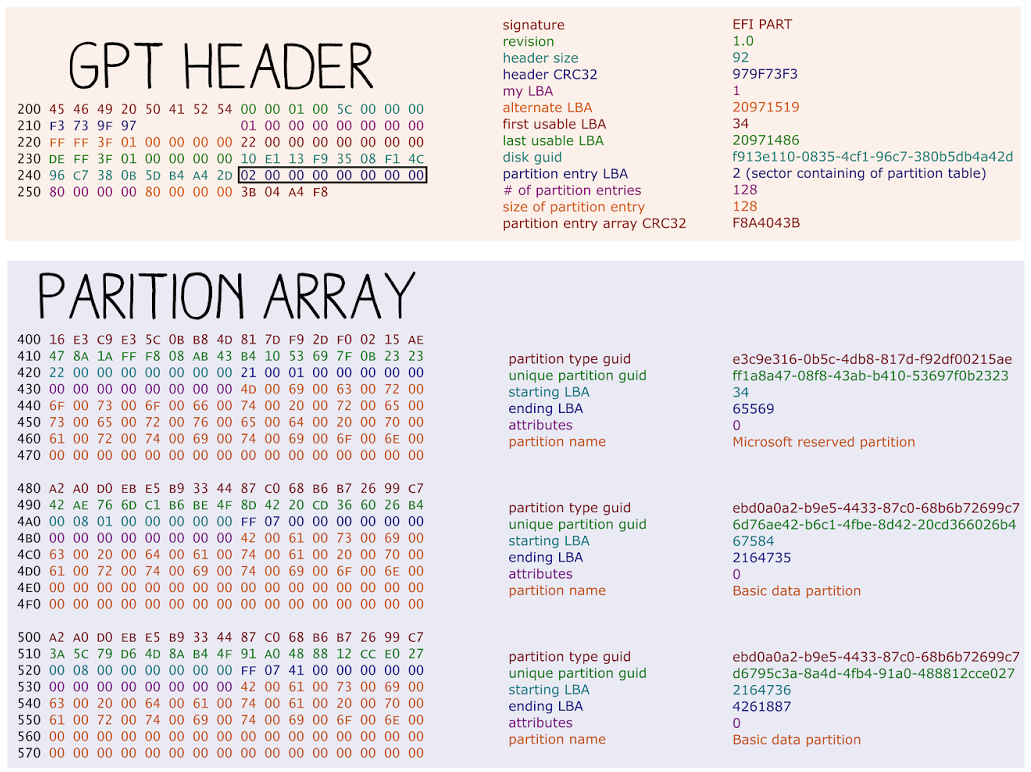 GPT HEADER
200 45 46 49 20 50 41 52 54 00 00 01 00 5C 00 00 00
210 F3 73 9F 97 01 00 00 00 00 00 00 00
220 FF FF 3F 01 00 00 00 00 22 00 00 00 00 00 00 00
230 DE FF 3F 01 00 00 00 00 10 E1 13 F9 35 08 F1 4C
240 96 C7 38 0B 5D B4 A4 2D 02 00 00 00 00 00 00 00
250 80 00 00 00 80 00 00 00 3B 04 A4 F8
signature EFI PART
revision 1.0
header size 92
header CRC32 979F73F3
my LBA 1
alternate LBA 20971519
first usable LBA 34
last usable LBA 20971486
disk guid f913e110-0835-4cf1-96c7-380b5db4a42d
partition entry LBA 2 (sector containing of partition table)
# of partition entries 128
size of partition entry 128
partition entry array CRC32 F8A4043B
PARITION ARRAY
400 16 E3 C9 E3 5C 0B B8 4D 81 7D F9 2D F0 02 15 AE
410 47 8A 1A FF F8 08 AB 43 B4 10 53 69 7F 0B 23 23
420 22 00 00 00 00 00 00 00 21 00 01 00 00 00 00 00
430 00 00 00 00 00 00 00 00 4D 00 69 00 63 00 72 00
440 6F 00 73 00 6F 00 66 00 74 00 20 00 72 00 65 00
450 73 00 65 00 72 00 76 00 65 00 64 00 20 00 70 00
460 61 00 72 00 74 00 69 00 74 00 69 00 6F 00 6E 00
470 00 00 00 00 00 00 00 00 00 00 00 00 00 00 00 00
partition type guid e3c9e316-0b5c-4db8-817d-f92df00215ae
unique partition guid ff1a8a47-08f8-43ab-b410-53697f0b2323
starting LBA 34
ending LBA 65569
attributes 0
partition name Microsoft reserved partition
480 A2 A0 D0 EB E5 B9 33 44 87 C0 68 B6 B7 26 99 C7
490 42 AE 76 6D C1 B6 BE 4F 8D 42 20 CD 36 60 26 B4
4A0 00 08 01 00 00 00 00 00 FF 07 00 00 00 00 00 00
4B0 00 00 00 00 00 00 00 00 42 00 61 00 73 00 69 00
4C0 63 00 20 00 64 00 61 00 74 00 61 00 20 00 70 00
4D0 61 00 72 00 74 00 69 00 74 00 69 00 6F 00 6E 00
4E0 00 00 00 00 00 00 00 00 00 00 00 00 00 00 00 00
4F0 00 00 00 00 00 00 00 00 00 00 00 00 00 00 00 00
partition type guid ebd0a0a2-b9e5-4433-87c0-68b6b72699c7
unique partition guid 6d76ae42-b6c1-4fbe-8d42-20cd366026b4
starting LBA 67584
ending LBA 2164735
attributes 0
partition name Basic data partition
500 A2 A0 D0 EB E5 B9 33 44 87 C0 68 B6 B7 26 99 C7
510 3A 5C 79 D6 4D 8A B4 4F 91 A0 48 88 12 CC E0 27
520 00 08 00 00 00 00 00 00 FF 07 41 00 00 00 00 00
530 00 00 00 00 00 00 00 00 42 00 61 00 73 00 69 00
540 63 00 20 00 64 00 61 00 74 00 61 00 20 00 70 00
550 61 00 72 00 74 00 69 00 74 00 69 00 6F 00 6E 00
560 00 00 00 00 00 00 00 00 00 00 00 00 00 00 00 00
570 00 00 00 00 00 00 00 00 00 00 00 00 00 00 00 00
partition type guid ebd0a0a2-b9e5-4433-87c0-68b6b72699c7
unique partition guid d6795c3a-8a4d-4fb4-91a0-488812cce027
starting LBA 2164736
ending LBA 4261887
attributes 0
partition name Basic data partition